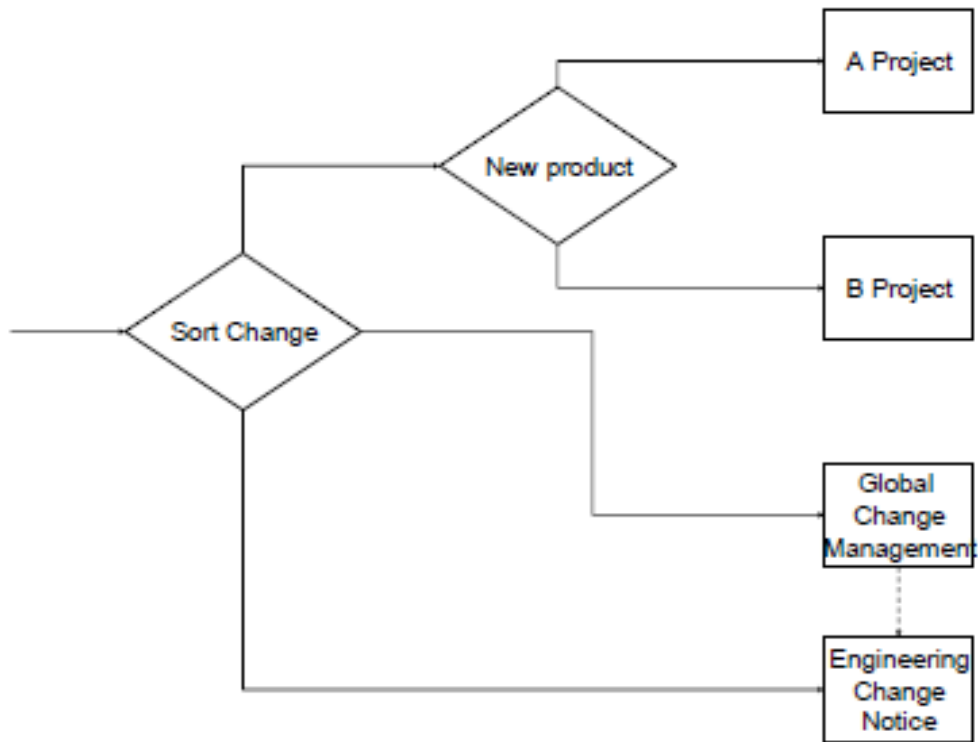 A Project
New product
B Project
Sort Change
Global
Change
Management
Engineering
Change
Notice